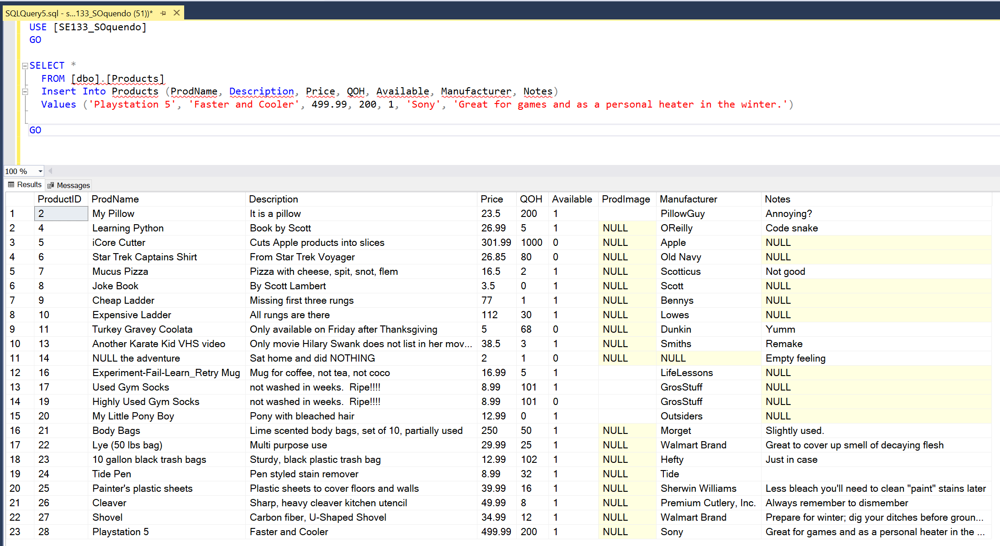 SQLQuery5.sql - s...133_SOquendo (51))*
USE [SE133_SOquendo]
GO
SELECT *
FROM [dbo].[Products]
Insert Into Products (ProdName, Description, Price, QOH, Available, Manufacturer, Notes)
Values ('Playstation 5', 'Faster and Cooler', 499.99, 200, 1, 'Sony', 'Great for games and as a personal heater in the winter.')
GO
100 %
Results Messages
ProductID ProdName Description Price QOH Available ProdImage Manufacturer Notes
1 2 My Pillow It is a pillow 23.5 200 1 PillowGuy Annoying?
2 4 Learning Python Book by Scott 26.99 5 1 NULL OReilly Code snake
3 5 iCore Cutter Cuts Apple products into slices 301.99 1000 0 NULL Apple NULL
4 6 Star Trek Captains Shirt From Star Trek Voyager 26.85 80 0 NULL Old Navy NULL
5 7 Mucus Pizza Pizza with cheese, spit, snot, flem 16.5 2 1 NULL Scotticus Not good
6 8 Joke Book By Scott Lambert 3.5 0 1 NULL Scott NULL
7 9 Cheap Ladder Missing first three rungs 77 1 1 NULL Bennys NULL
8 10 Expensive Ladder All rungs are there 112 30 1 NULL Lowes NULL
9 11 Turkey Gravey Coolata Only available on Friday after Thanksgiving 5 68 0 NULL Dunkin Yumm
10 13 Another Karate Kid VHS video Only movie Hilary Swank does not list in her mov... 38.5 3 1 NULL Smiths Remake
11 14 NULL the adventure Sat home and did NOTHING 2 1 0 NULL NULL Empty feeling
12 16 Experiment-Fail-Learn_Retry Mug Mug for coffee, not tea, not coco 16.99 5 1 LifeLessons NULL
13 17 Used Gym Socks not washed in weeks.  Ripe!!!! 8.99 101 1 GrosStuff NULL
14 19 Highly Used Gym Socks not washed in weeks.  Ripe!!!! 8.99 101 0 GrosStuff NULL
15 20 My Little Pony Boy Pony with bleached hair 12.99 0 1 Outsiders NULL
16 21 Body Bags Lime scented body bags, set of 10, partially used 250 50 1 NULL Morget Slightly used.
17 22 Lye (50 lbs bag) Multi purpose use 29.99 25 1 NULL Walmart Brand Great to cover up smell of decaying flesh
18 23 10 gallon black trash bags Sturdy, black plastic trash bag 12.99 102 1 NULL Hefty Just in case
19 24 Tide Pen Pen styled stain remover 8.99 32 1 NULL Tide
20 25 Painter's plastic sheets Plastic sheets to cover floors and walls 39.99 16 1 NULL Sherwin Williams Less bleach you'll need to clean "paint" stains later
21 26 Cleaver Sharp, heavy cleaver kitchen utencil 49.99 8 1 NULL Premium Cutlery, Inc. Always remember to dismember
22 27 Shovel Carbon fiber, U-Shaped Shovel 34.99 12 1 NULL Walmart Brand Prepare for winter; dig your ditches before groun...
23 28 Playstation 5 Faster and Cooler 499.99 200 1 NULL Sony Great for games and as a personal heater in the ...